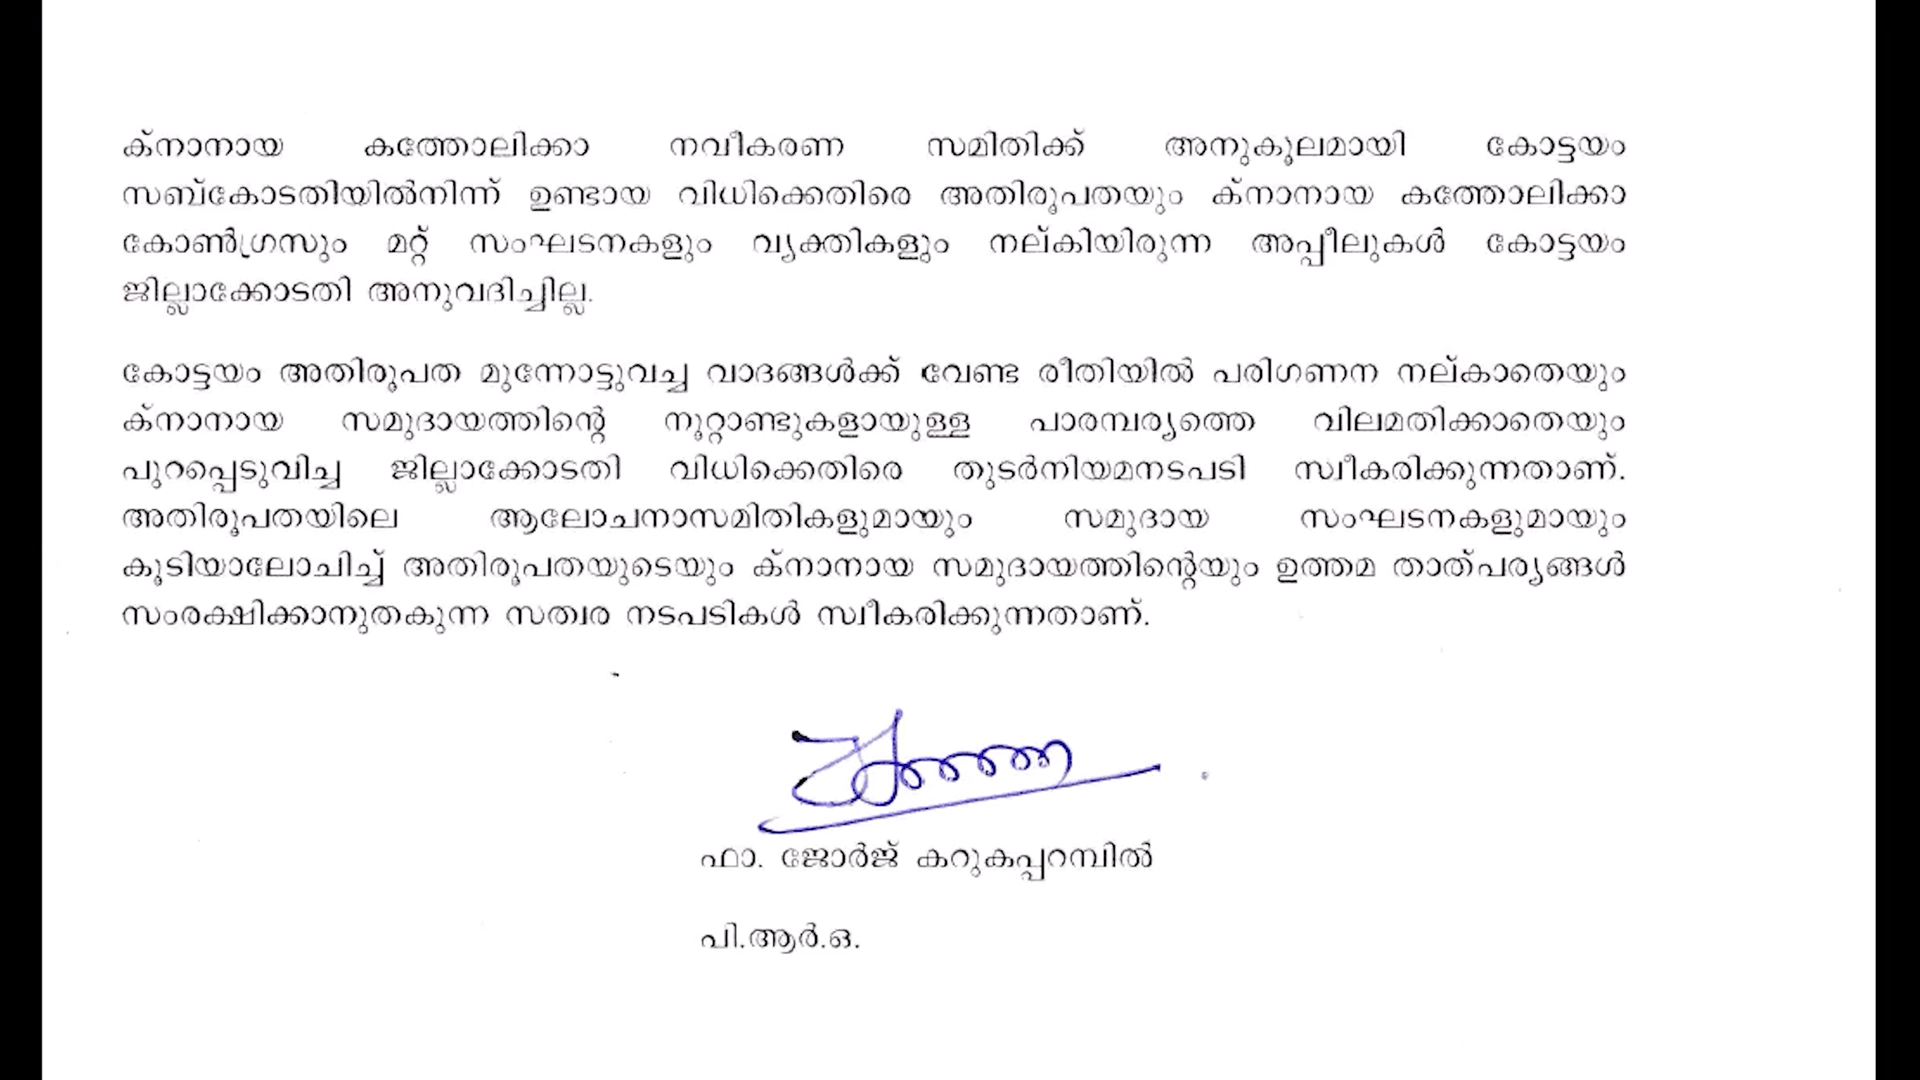 ക്നാനായ കത്തോലിക്കാ നവീകരണ സമിതിക്ക് അനുകൂലമായി കോട്ടയം
സബ്കോടതിയിൽനിന്ന് ഉണ്ടായ വിധിക്കെതിരെ അതിരൂപതയും ക്നാനായ കത്തോലിക്കാ
കോൺഗ്രസും മറ്റ് സംഘടനകളും വ്യക്തികളും നല്കിയിരുന്ന അപ്പീലുകൾ കോട്ടയം
ജില്ലാക്കോടതി അനുവദിച്ചില്ല.
കോട്ടയം അതിരൂപത മുന്നോട്ടുവച്ച വാദങ്ങൾക്ക് വേണ്ട രീതിയിൽ പരിഗണന നല്കാതെയും
ക്നാനായ സമുദായത്തിന്റെ നൂറ്റാണ്ടുകളായുള്ള പാരമ്പര്യത്തെ വിലമതിക്കാതെയും
പുറപ്പെടുവിച്ച ജില്ലാക്കോടതി വിധിക്കെതിരെ തുടർനിയമനടപടി സ്വീകരിക്കുന്നതാണ്.
അതിരൂപതയിലെ ആലോചനാസമിതികളുമായും സമുദായ സംഘടനകളുമായും
കൂടിയാലോചിച്ച് അതിരൂപതയുടെയും ക്നാനായ സമുദായത്തിന്റെയും ഉത്തമ താത്പര്യങ്ങൾ
സംരക്ഷിക്കാനുതകുന്ന സത്വര നടപടികൾ സ്വീകരിക്കുന്നതാണ്.
ഫാ. ജോർജ് കറുകപ്പറമ്പിൽ
പി.ആർ.ഒ.